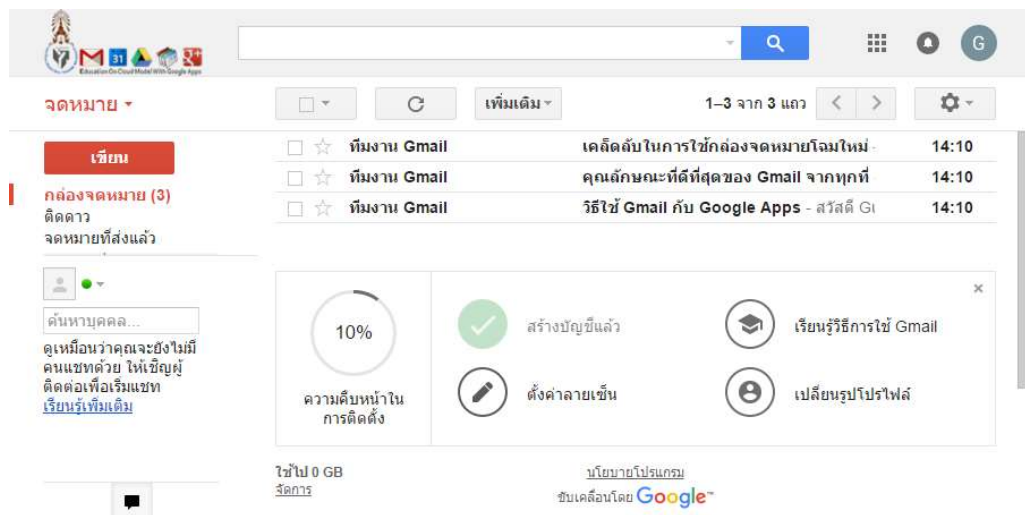 31
Education On Cloud Model With Google Apps
G
จดหมาย
เพิ่มเติม
1–3 จาก 3 แถว
เขียน
กล่องจดหมาย (3)
ติดดาว
จดหมายที่ส่งแล้ว
ทีมงาน Gmail เคล็ดลับในการใช้กล่องจดหมายโฉมใหม่ - 14:10
ทีมงาน Gmail คุณลักษณะที่ดีที่สุดของ Gmail จากทุกที่ 14:10
ทีมงาน Gmail วิธีใช้ Gmail กับ Google Apps - สวัสดี 14:10
ค้นหาบุคคล...
ดูเหมือนว่าคุณจะยังไม่มี
คนแชทด้วย ให้เชิญผู้
ติดต่อเพื่อเริ่มแชท
เรียนรู้เพิ่มเติม
10%
ความคืบหน้าใน
การติดตั้ง
สร้างบัญชีแล้ว
เรียนรู้วิธีการใช้ Gmail
ตั้งค่าลายเซ็น
เปลี่ยนรูปโปรไฟล์
ใช้ไป 0 GB
จัดการ
นโยบายโปรแกรม
ขับเคลื่อนโดย Google™